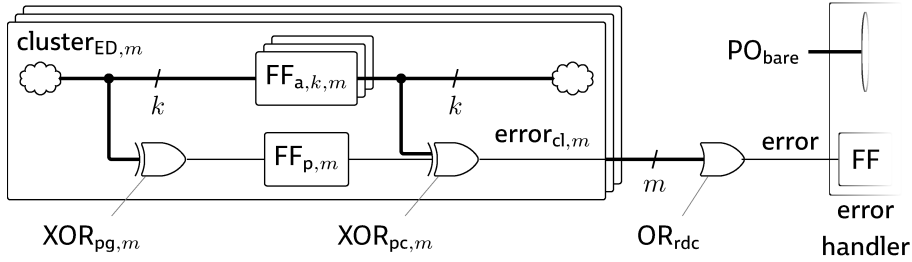 cluster_ED,m
PO_bare
FF_a,k,m
k
k
error_cl,m
error
FF_p,m
FF
m
error
handler
XOR_pg,m
XOR_pc,m
OR_rdc